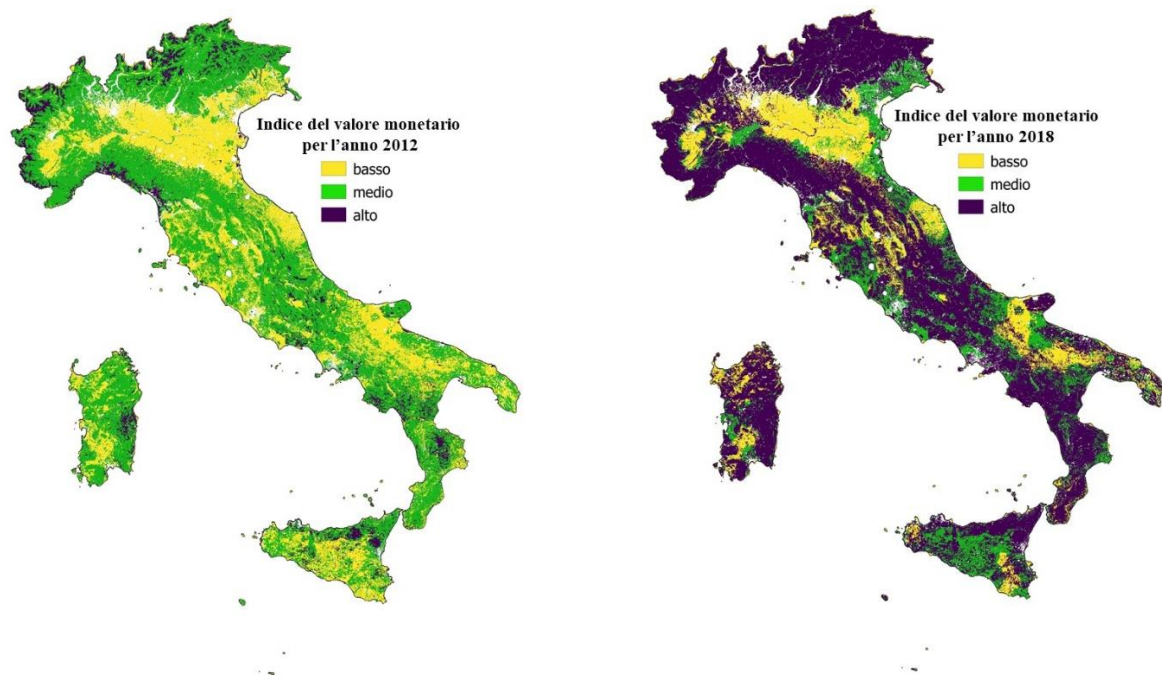 Indice del valore monetario
per l’anno 2012
basso
medio
alto
Indice del valore monetario
per l’anno 2018
basso
medio
alto